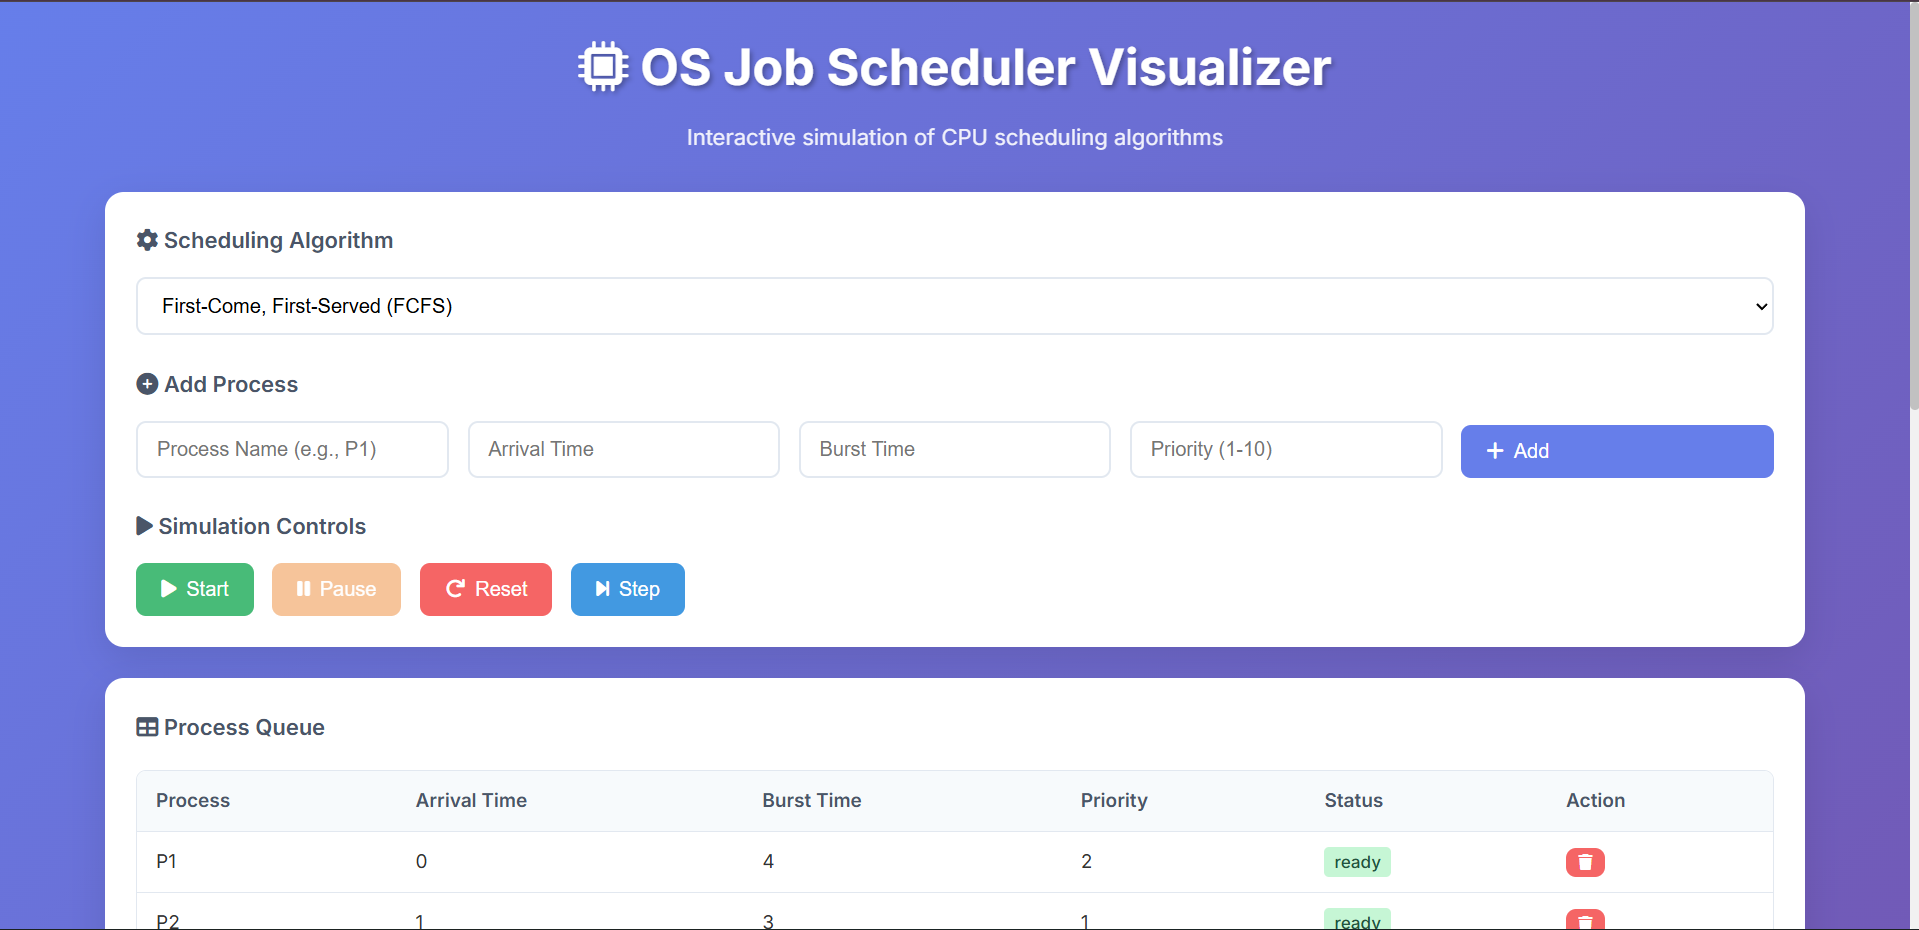 OS Job Scheduler Visualizer
Interactive simulation of CPU scheduling algorithms
Scheduling Algorithm
First-Come, First-Served (FCFS)
Add Process
Process Name (e.g., P1) Arrival Time Burst Time Priority (1-10) Add
Simulation Controls
Start Pause Reset Step
Process Queue
Process Arrival Time Burst Time Priority Status Action
P1 0 4 2 ready
P2 1 3 1 ready